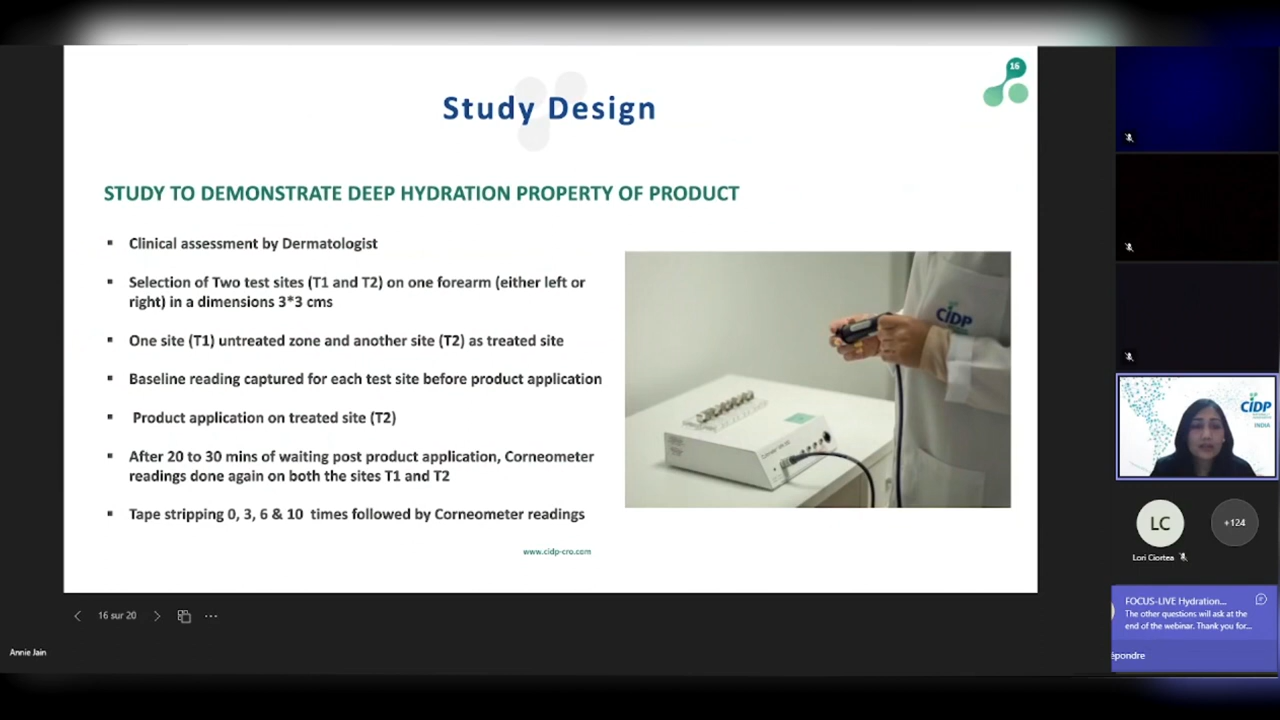 16
Study Design
STUDY TO DEMONSTRATE DEEP HYDRATION PROPERTY OF PRODUCT
▪ Clinical assessment by Dermatologist
▪ Selection of Two test sites (T1 and T2) on one forearm (either left or
right) in a dimensions 3*3 cms
▪ One site (T1) untreated zone and another site (T2) as treated site
▪ Baseline reading captured for each test site before product application
▪ Product application on treated site (T2)
▪ After 20 to 30 mins of waiting post product application, Corneometer
readings done again on both the sites T1 and T2
▪ Tape stripping 0, 3, 6 & 10 times followed by Corneometer readings
www.cidp-cro.com
CIDP
CIDP
INDIA
LC
+124
Lori Ciortea
FOCUS-LIVE Hydration...
The other questions will ask at the
end of the webinar. Thank you for...
épondre
16 sur 20
Annie Jain